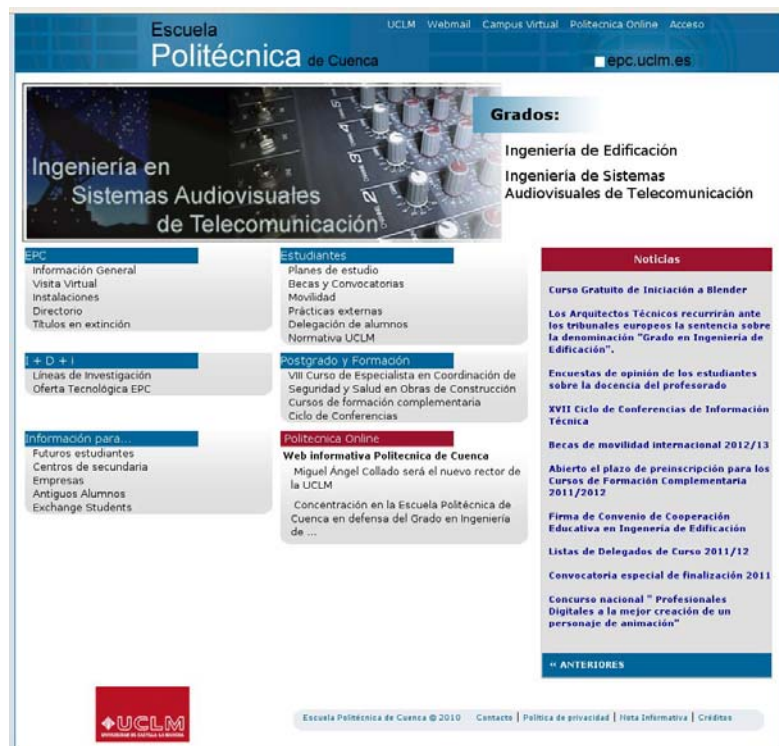 Escuela
Politécnica de Cuenca
UCLM Webmail Campus Virtual Politecnica Online Acceso
epc.uclm.es
Ingeniería en
Sistemas Audiovisuales
de Telecomunicación
Grados:
Ingeniería de Edificación
Ingeniería de Sistemas
Audiovisuales de Telecomunicación
EPC
Información General
Visita Virtual
Instalaciones
Directorio
Títulos en extinción
Estudiantes
Planes de estudio
Becas y Convocatorias
Movilidad
Prácticas externas
Delegación de alumnos
Normativa UCLM
I + D + i
Líneas de Investigación
Oferta Tecnológica EPC
Postgrado y Formación
VIII Curso de Especialista en Coordinación de
Seguridad y Salud en Obras de Construcción
Cursos de formación complementaria
Ciclo de Conferencias
Información para...
Futuros estudiantes
Centros de secundaria
Empresas
Antiguos Alumnos
Exchange Students
Politecnica Online
Web informativa Politecnica de Cuenca
Miguel Ángel Collado será el nuevo rector de
la UCLM
Concentración en la Escuela Politécnica de
Cuenca en defensa del Grado en Ingeniería
de ...
Noticias
Curso Gratuito de Iniciación a Blender
Los Arquitectos Técnicos recurrirán ante
los tribunales europeos la sentencia sobre
la denominación "Grado en Ingeniería de
Edificación".
Encuestas de opinión de los estudiantes
sobre la docencia del profesorado
XVII Ciclo de Conferencias de Información
Técnica
Becas de movilidad internacional 2012/13
Abierto el plazo de preinscripción para los
Cursos de Formación Complementaria
2011/2012
Firma de Convenio de Cooperación
Educativa en Ingenería de Edificación
Listas de Delegados de Curso 2011/12
Convocatoria especial de finalización 2011
Concurso nacional " Profesionales
Digitales a la mejor creación de un
personaje de animación"
« ANTERIORES
UCLM
UNIVERSIDAD DE CASTILLA-LA MANCHA
Escuela Politécnica de Cuenca @ 2010 Contacto | Política de privacidad | Nota Informativa | Créditos